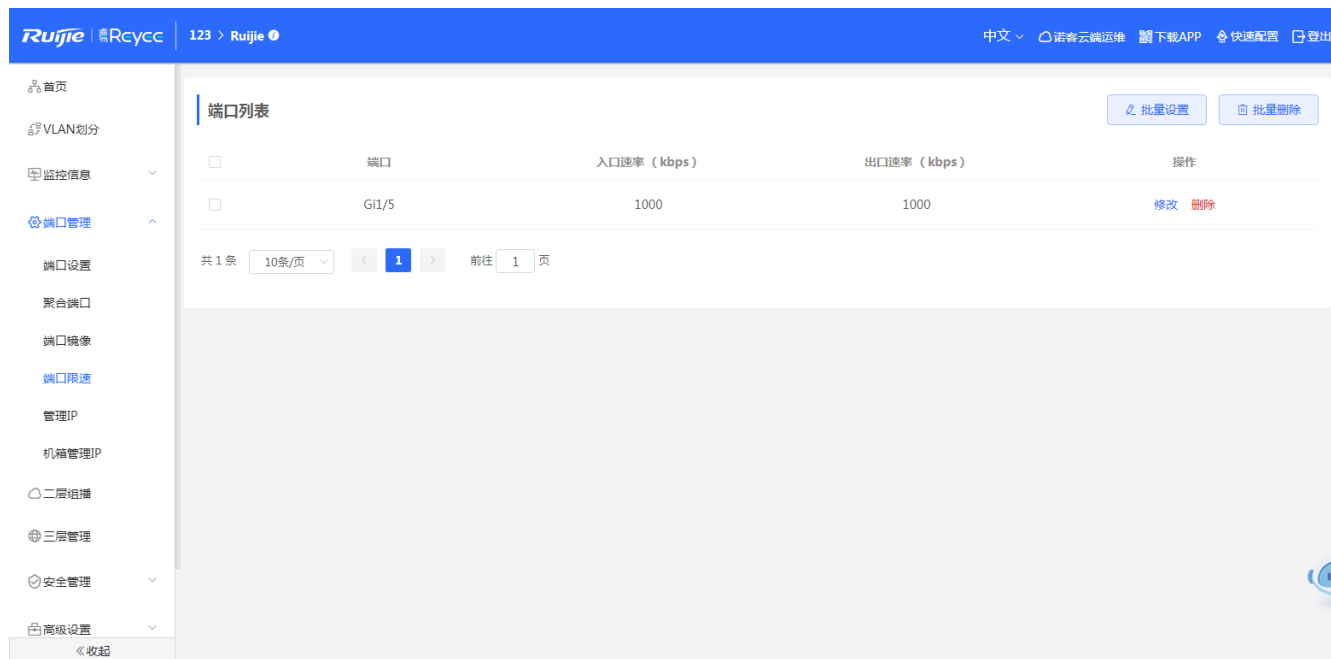 Ruijie | 睿易 Reyee 123 > Ruijie
中文 诺客云端运维 下载APP 快速配置 登出
首页
VLAN划分
监控信息
端口管理
端口设置
聚合端口
端口镜像
端口限速
管理IP
机箱管理IP
二层组播
三层管理
安全管理
高级设置
《收起
端口列表
批量设置 批量删除
端口 入口速率（kbps） 出口速率（kbps） 操作
Gi1/5 1000 1000 修改 删除
共 1 条 10条/页 < 1 > 前往 1 页